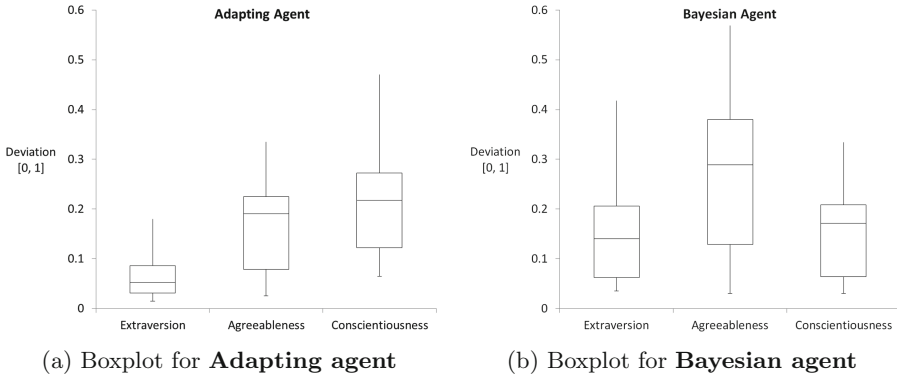 Adapting Agent
0.6
0.5
0.4
0.3
0.2
0.1
0
Deviation
[0, 1]
Extraversion Agreeableness Conscientiousness
(a) Boxplot for Adapting agent
Bayesian Agent
0.6
0.5
0.4
0.3
0.2
0.1
0
Deviation
[0, 1]
Extraversion Agreeableness Conscientiousness
(b) Boxplot for Bayesian agent